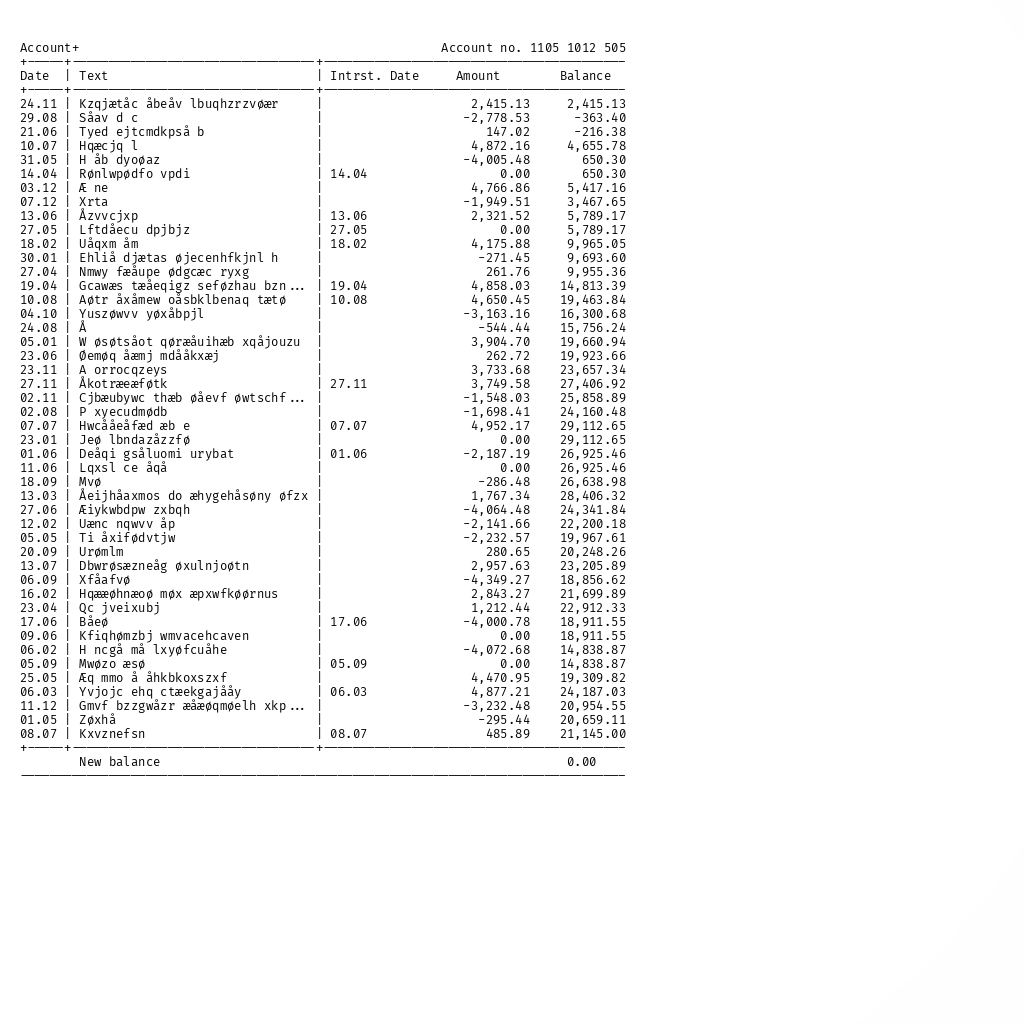 Account+ Account no. 1105 1012 505
Date | Text | Intrst. Date Amount Balance
24.11 | Kzqjætåc åbeåv lbuqhzrzvøær | 2,415.13 2,415.13
29.08 | Såav d c | -2,778.53 -363.40
21.06 | Tyed ejtcmdkpså b | 147.02 -216.38
10.07 | Hqæcjq l | 4,872.16 4,655.78
31.05 | H åb dyoøaz | -4,005.48 650.30
14.04 | Rønlwpødfo vpdi | 14.04 0.00 650.30
03.12 | Æ ne | 4,766.86 5,417.16
07.12 | Xrta | -1,949.51 3,467.65
13.06 | Åzvvcjxp | 13.06 2,321.52 5,789.17
27.05 | Lftdåecu dpjbjz | 27.05 0.00 5,789.17
18.02 | Uåqxm åm | 18.02 4,175.88 9,965.05
30.01 | Ehliå djætas øjecenhfkjnl h | -271.45 9,693.60
27.04 | Nmwy fæåupe ødgcæc ryxg | 261.76 9,955.36
19.04 | Gcawæs tæåeqigz seføzhau bzn... | 19.04 4,858.03 14,813.39
10.08 | Aøtr åxåmew oåsbklbenaq tætø | 10.08 4,650.45 19,463.84
04.10 | Yuszøwvv yøxåbpjl | -3,163.16 16,300.68
24.08 | Å | -544.44 15,756.24
05.01 | W øsøtsåot qøræåuihæb xqåjouzu | 3,904.70 19,660.94
23.06 | Øemøq åæmj mdååkxæj | 262.72 19,923.66
23.11 | A orrocqzeys | 3,733.68 23,657.34
27.11 | Åkotræeæføtk | 27.11 3,749.58 27,406.92
02.11 | Cjbæubywc thæb øåevf øwtschf... | -1,548.03 25,858.89
02.08 | P xyecudmødb | -1,698.41 24,160.48
07.07 | Hwcååeåfæd æb e | 07.07 4,952.17 29,112.65
23.01 | Jeø lbndazåzzfø | 0.00 29,112.65
01.06 | Deåqi gsåluomi urybat | 01.06 -2,187.19 26,925.46
11.06 | Lqxsl ce åqå | 0.00 26,925.46
18.09 | Mvø | -286.48 26,638.98
13.03 | Åeijhåaxmos do æhygehåsøny øfzx | 1,767.34 28,406.32
27.06 | Æiykwbdpw zxbqh | -4,064.48 24,341.84
12.02 | Uænc nqwvv åp | -2,141.66 22,200.18
05.05 | Ti åxifødvtjw | -2,232.57 19,967.61
20.09 | Urømlm | 280.65 20,248.26
13.07 | Dbwrøsæzneåg øxulnjoøtn | 2,957.63 23,205.89
06.09 | Xfåafvø | -4,349.27 18,856.62
16.02 | Hqææøhnæoø møx æpxwfkøørnus | 2,843.27 21,699.89
23.04 | Qc jveixubj | 1,212.44 22,912.33
17.06 | Båeø | 17.06 -4,000.78 18,911.55
09.06 | Kfiqhømzbj wmvacehcaven | 0.00 18,911.55
06.02 | H ncgå må lxyøfcuåhe | -4,072.68 14,838.87
05.09 | Mwøzo æsø | 05.09 0.00 14,838.87
25.05 | Æq mmo å åhkbkoxszxf | 4,470.95 19,309.82
06.03 | Yvjojc ehq ctæekgajååy | 06.03 4,877.21 24,187.03
11.12 | Gmvf bzzgwåzr æåæøqmøelh xkp... | -3,232.48 20,954.55
01.05 | Zøxhå | -295.44 20,659.11
08.07 | Kxvznefsn | 08.07 485.89 21,145.00
New balance 0.00